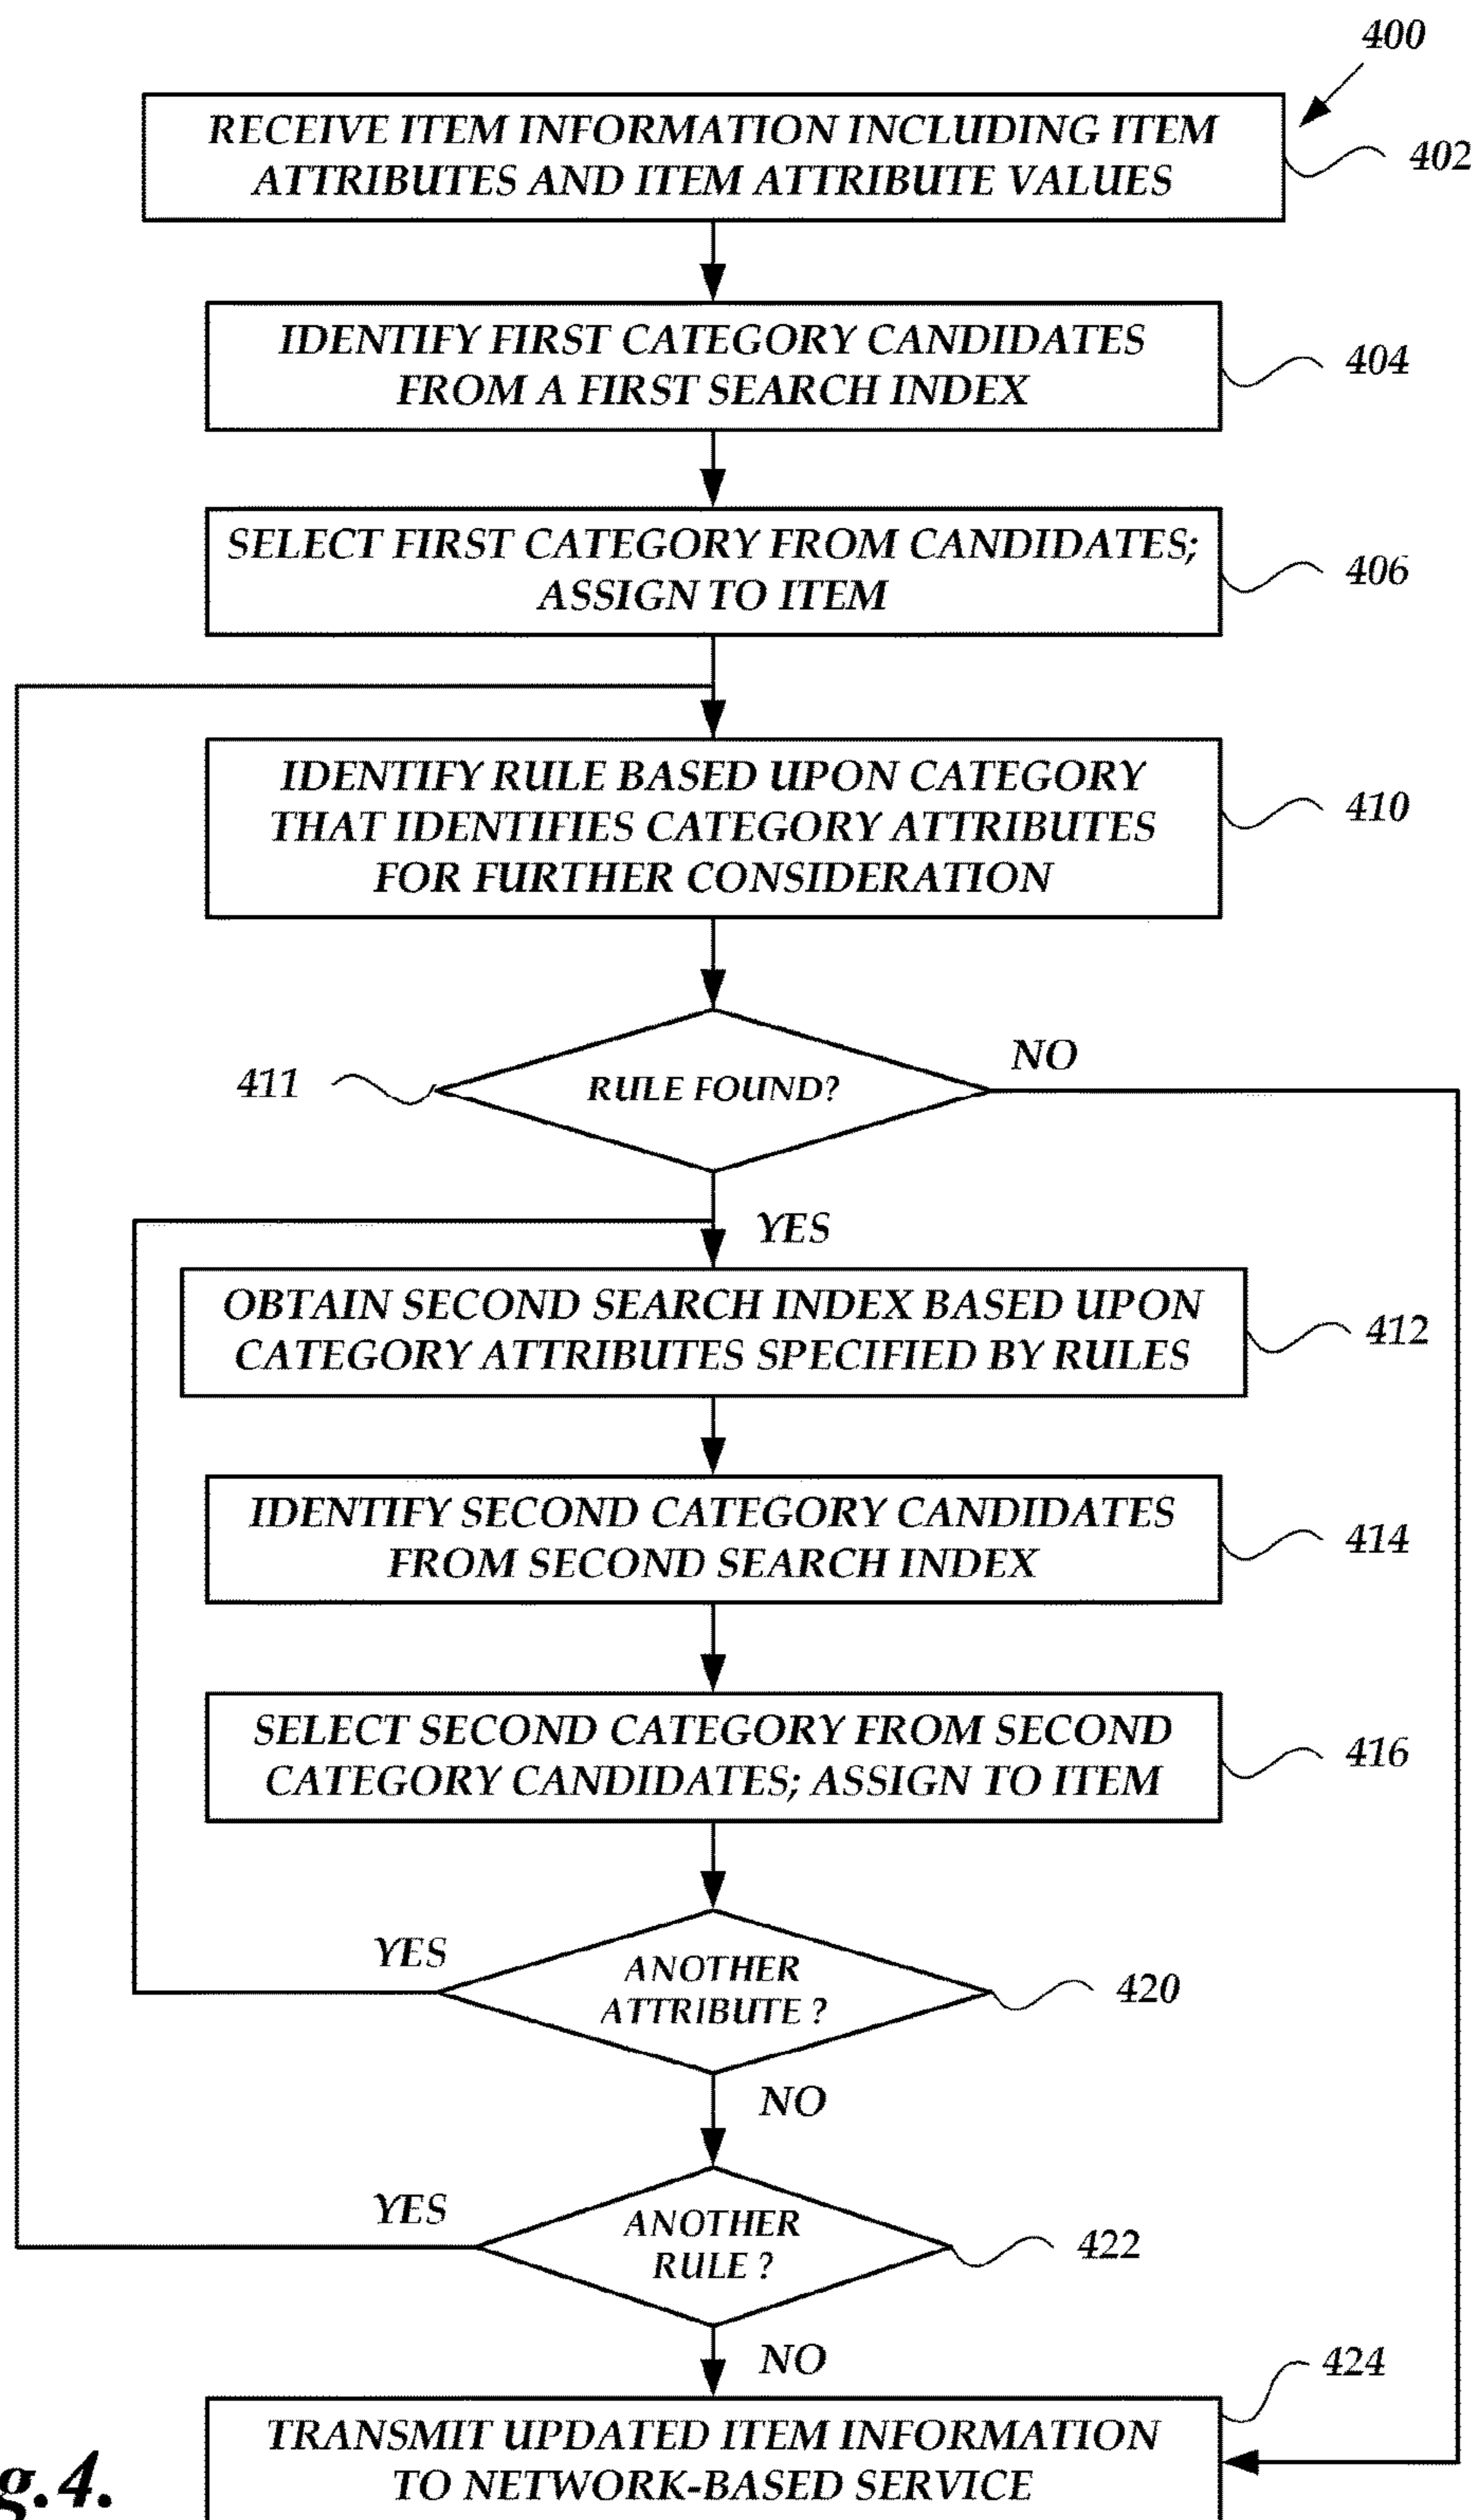 400
RECEIVE ITEM INFORMATION INCLUDING ITEM
ATTRIBUTES AND ITEM ATTRIBUTE VALUES
402
IDENTIFY FIRST CATEGORY CANDIDATES
FROM A FIRST SEARCH INDEX
404
SELECT FIRST CATEGORY FROM CANDIDATES;
ASSIGN TO ITEM
406
IDENTIFY RULE BASED UPON CATEGORY
THAT IDENTIFIES CATEGORY ATTRIBUTES
FOR FURTHER CONSIDERATION
410
411
RULE FOUND?
NO
YES
OBTAIN SECOND SEARCH INDEX BASED UPON
CATEGORY ATTRIBUTES SPECIFIED BY RULES
412
IDENTIFY SECOND CATEGORY CANDIDATES
FROM SECOND SEARCH INDEX
414
SELECT SECOND CATEGORY FROM SECOND
CATEGORY CANDIDATES; ASSIGN TO ITEM
416
YES
ANOTHER
ATTRIBUTE ?
420
NO
YES
ANOTHER
RULE ?
422
NO
424
TRANSMIT UPDATED ITEM INFORMATION
TO NETWORK-BASED SERVICE
g.4.